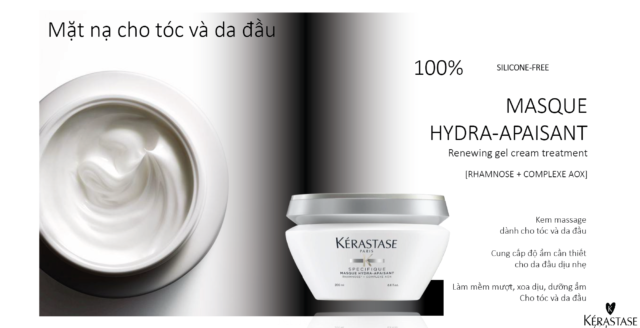 Mặt nạ cho tóc và da đầu
100%
SILICONE-FREE
MASQUE
HYDRA-APAISANT
Renewing gel cream treatment
[RHAMNOSE + COMPLEXE AOX]
KÉRASTASE
PARIS
SPÉCIFIQUE
MASQUE HYDRA-APAISANT
Kem massage
dành cho tóc và da đầu
Cung cấp độ ẩm cần thiết
cho da đầu dịu nhẹ
Làm mềm mượt, xoa dịu, dưỡng ẩm
Cho tóc và da đầu
KÉRASTASE